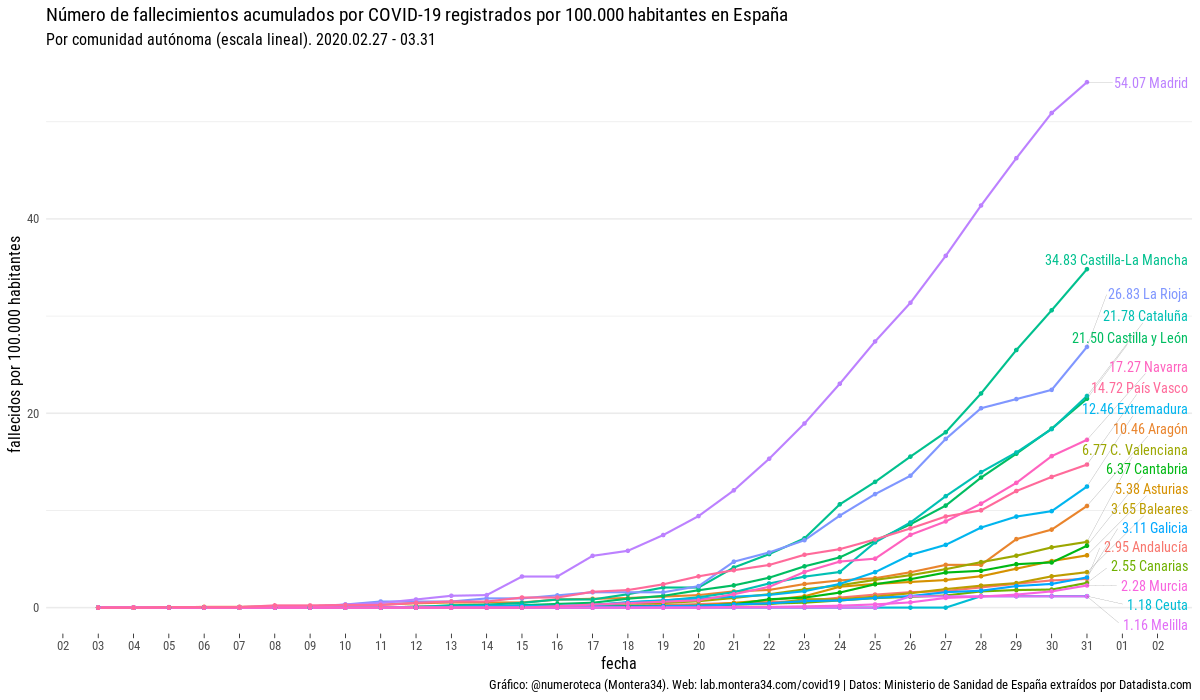 Número de fallecimientos acumulados por COVID-19 registrados por 100.000 habitantes en España
Por comunidad autónoma (escala lineal). 2020.02.27 - 03.31
fallecidos por 100.000 habitantes
40
20
0
54.07 Madrid
34.83 Castilla-La Mancha
26.83 La Rioja
21.78 Cataluña
21.50 Castilla y León
17.27 Navarra
14.72 País Vasco
12.46 Extremadura
10.46 Aragón
6.77 C. Valenciana
6.37 Cantabria
5.38 Asturias
3.65 Baleares
3.11 Galicia
2.95 Andalucía
2.55 Canarias
2.28 Murcia
1.18 Ceuta
1.16 Melilla
02 03 04 05 06 07 08 09 10 11 12 13 14 15 16 17 18 19 20 21 22 23 24 25 26 27 28 29 30 31 01 02
fecha
Gráfico: @numeroteca (Montera34). Web: lab.montera34.com/covid19 | Datos: Ministerio de Sanidad de España extraídos por Datadista.com